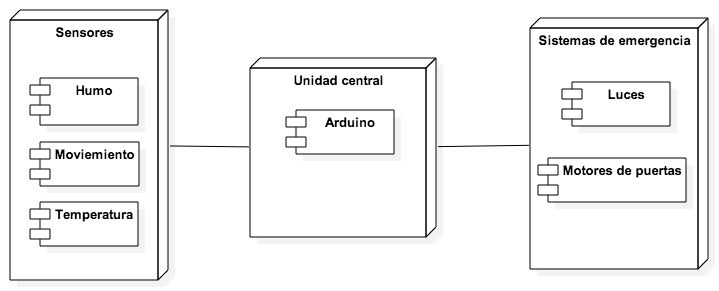 Sensores
Humo
Moviemiento
Temperatura
Unidad central
Arduino
Sistemas de emergencia
Luces
Motores de puertas